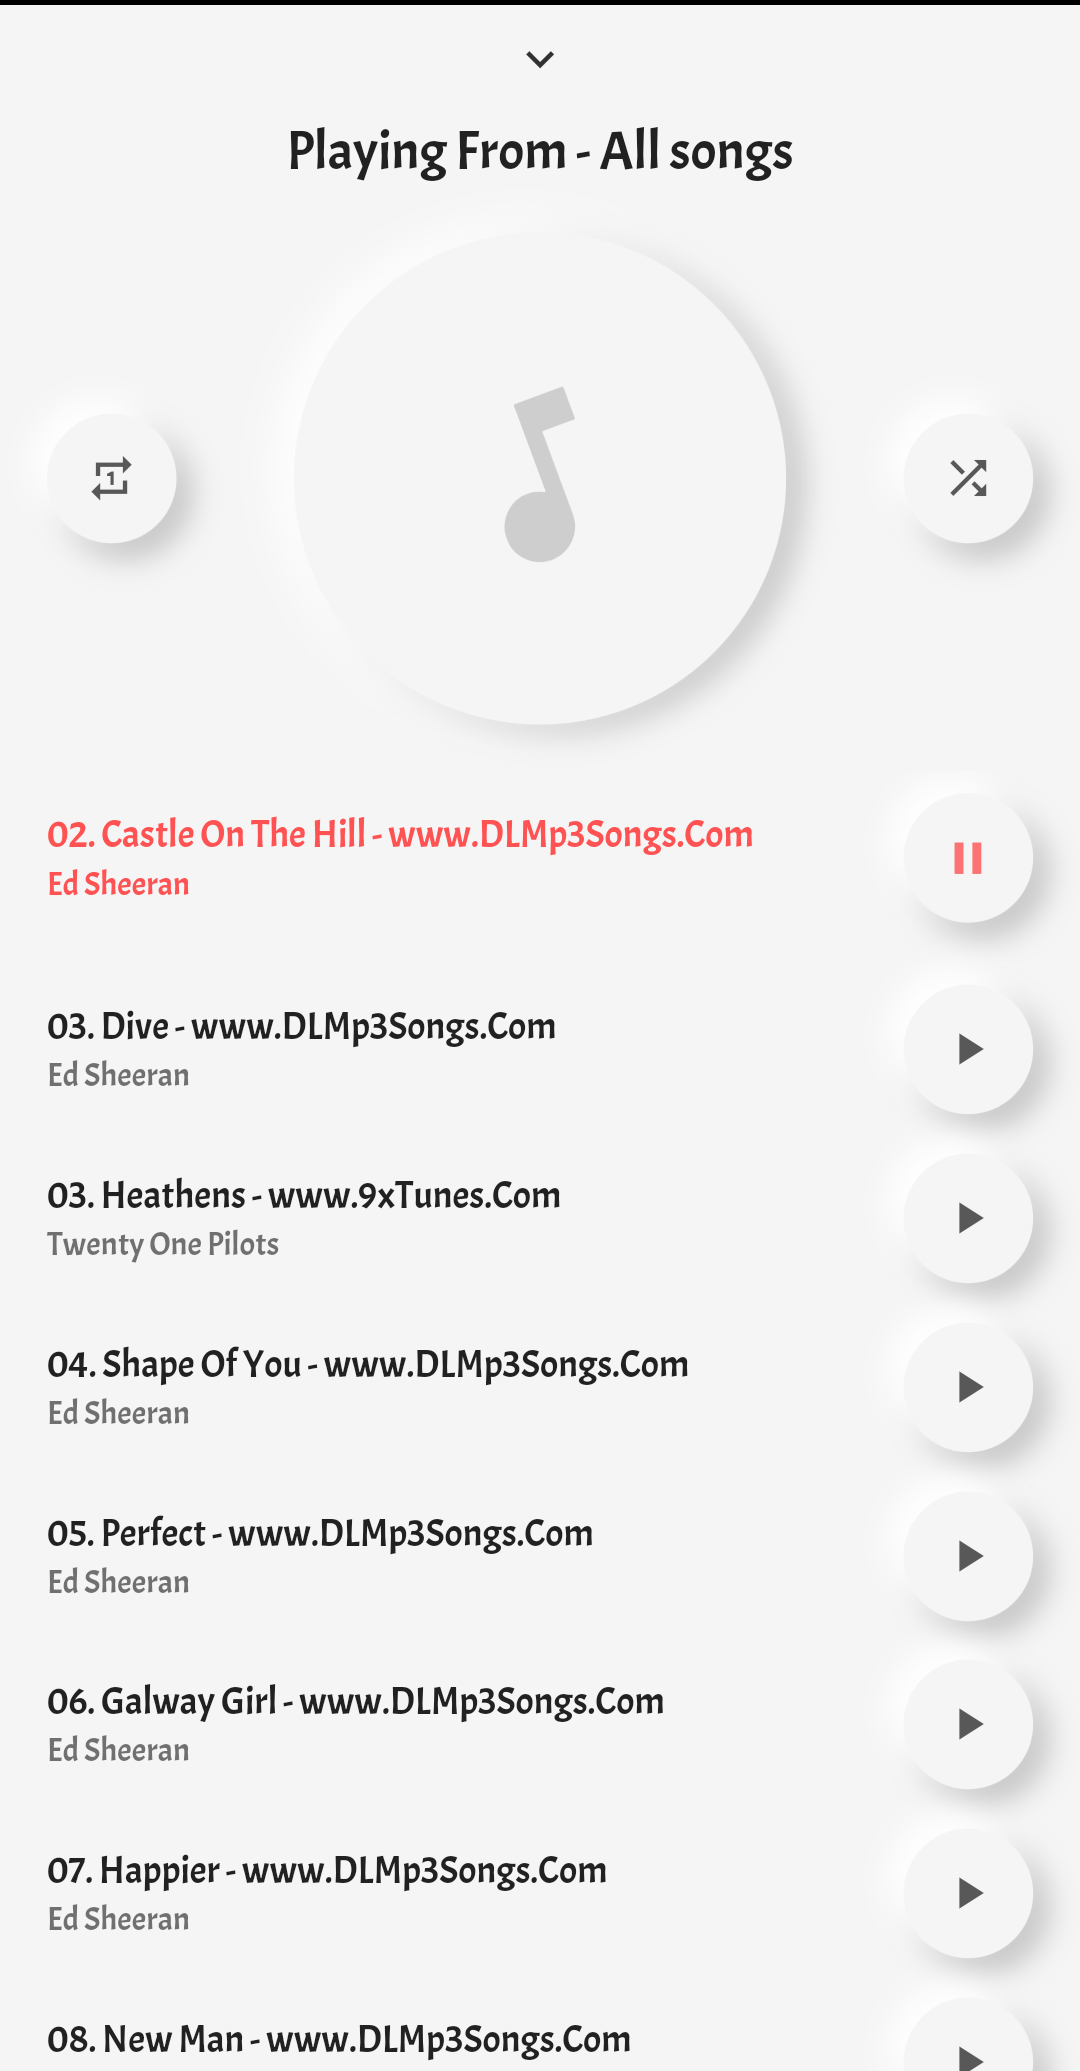 Playing From - All songs
1
02. Castle On The Hill - www.DLMp3Songs.Com
Ed Sheeran
03. Dive - www.DLMp3Songs.Com
Ed Sheeran
03. Heathens - www.9xTunes.Com
Twenty One Pilots
04. Shape Of You - www.DLMp3Songs.Com
Ed Sheeran
05. Perfect - www.DLMp3Songs.Com
Ed Sheeran
06. Galway Girl - www.DLMp3Songs.Com
Ed Sheeran
07. Happier - www.DLMp3Songs.Com
Ed Sheeran
08. New Man - www.DLMp3Songs.Com